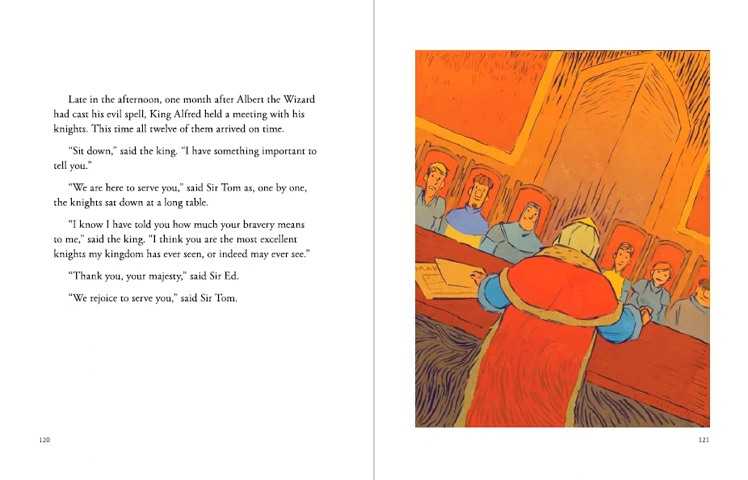 Late in the afternoon, one month after Albert the Wizard
had cast his evil spell, King Alfred held a meeting with his
knights. This time all twelve of them arrived on time.
“Sit down,” said the king. “I have something important to
tell you.”
“We are here to serve you,” said Sir Tom as, one by one,
the knights sat down at a long table.
“I know I have told you how much your bravery means
to me,” said the king. “I think you are the most excellent
knights my kingdom has ever seen, or indeed may ever see.”
“Thank you, your majesty,” said Sir Ed.
“We rejoice to serve you,” said Sir Tom.
120
121